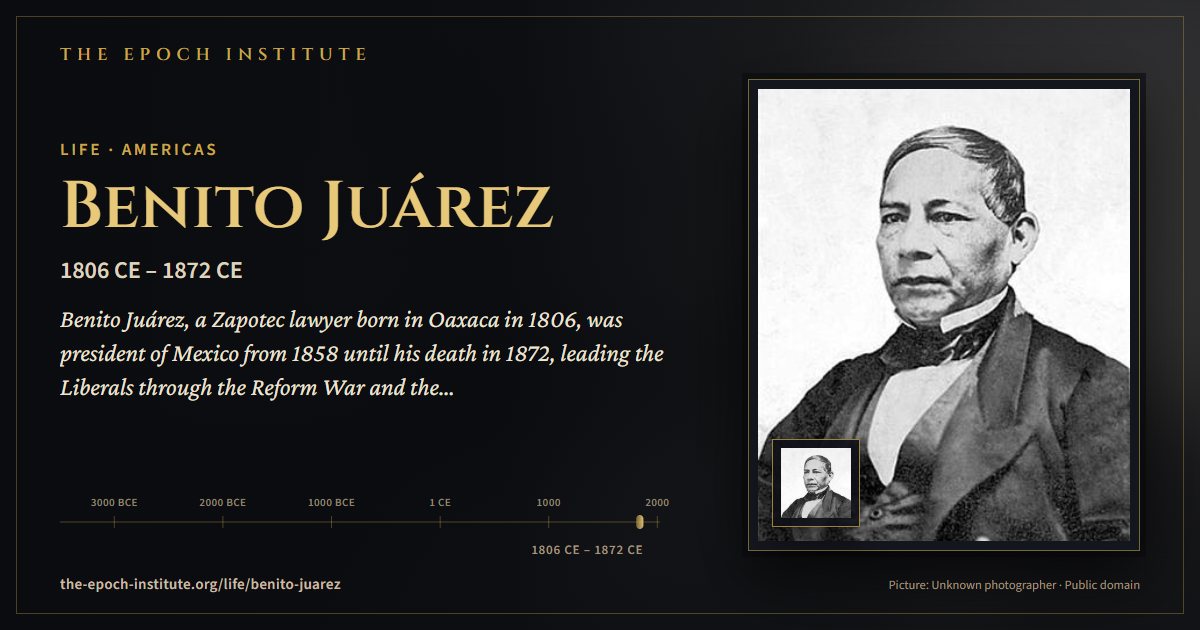 THE EPOCH INSTITUTE
LIFE · AMERICAS
BENITO JUÁREZ
1806 CE – 1872 CE
Benito Juárez, a Zapotec lawyer born in Oaxaca in 1806, was
president of Mexico from 1858 until his death in 1872, leading the
Liberals through the Reform War and the...
3000 BCE 2000 BCE 1000 BCE 1 CE 1000 2000
1806 CE – 1872 CE
the-epoch-institute.org/life/benito-juarez
Picture: Unknown photographer · Public domain